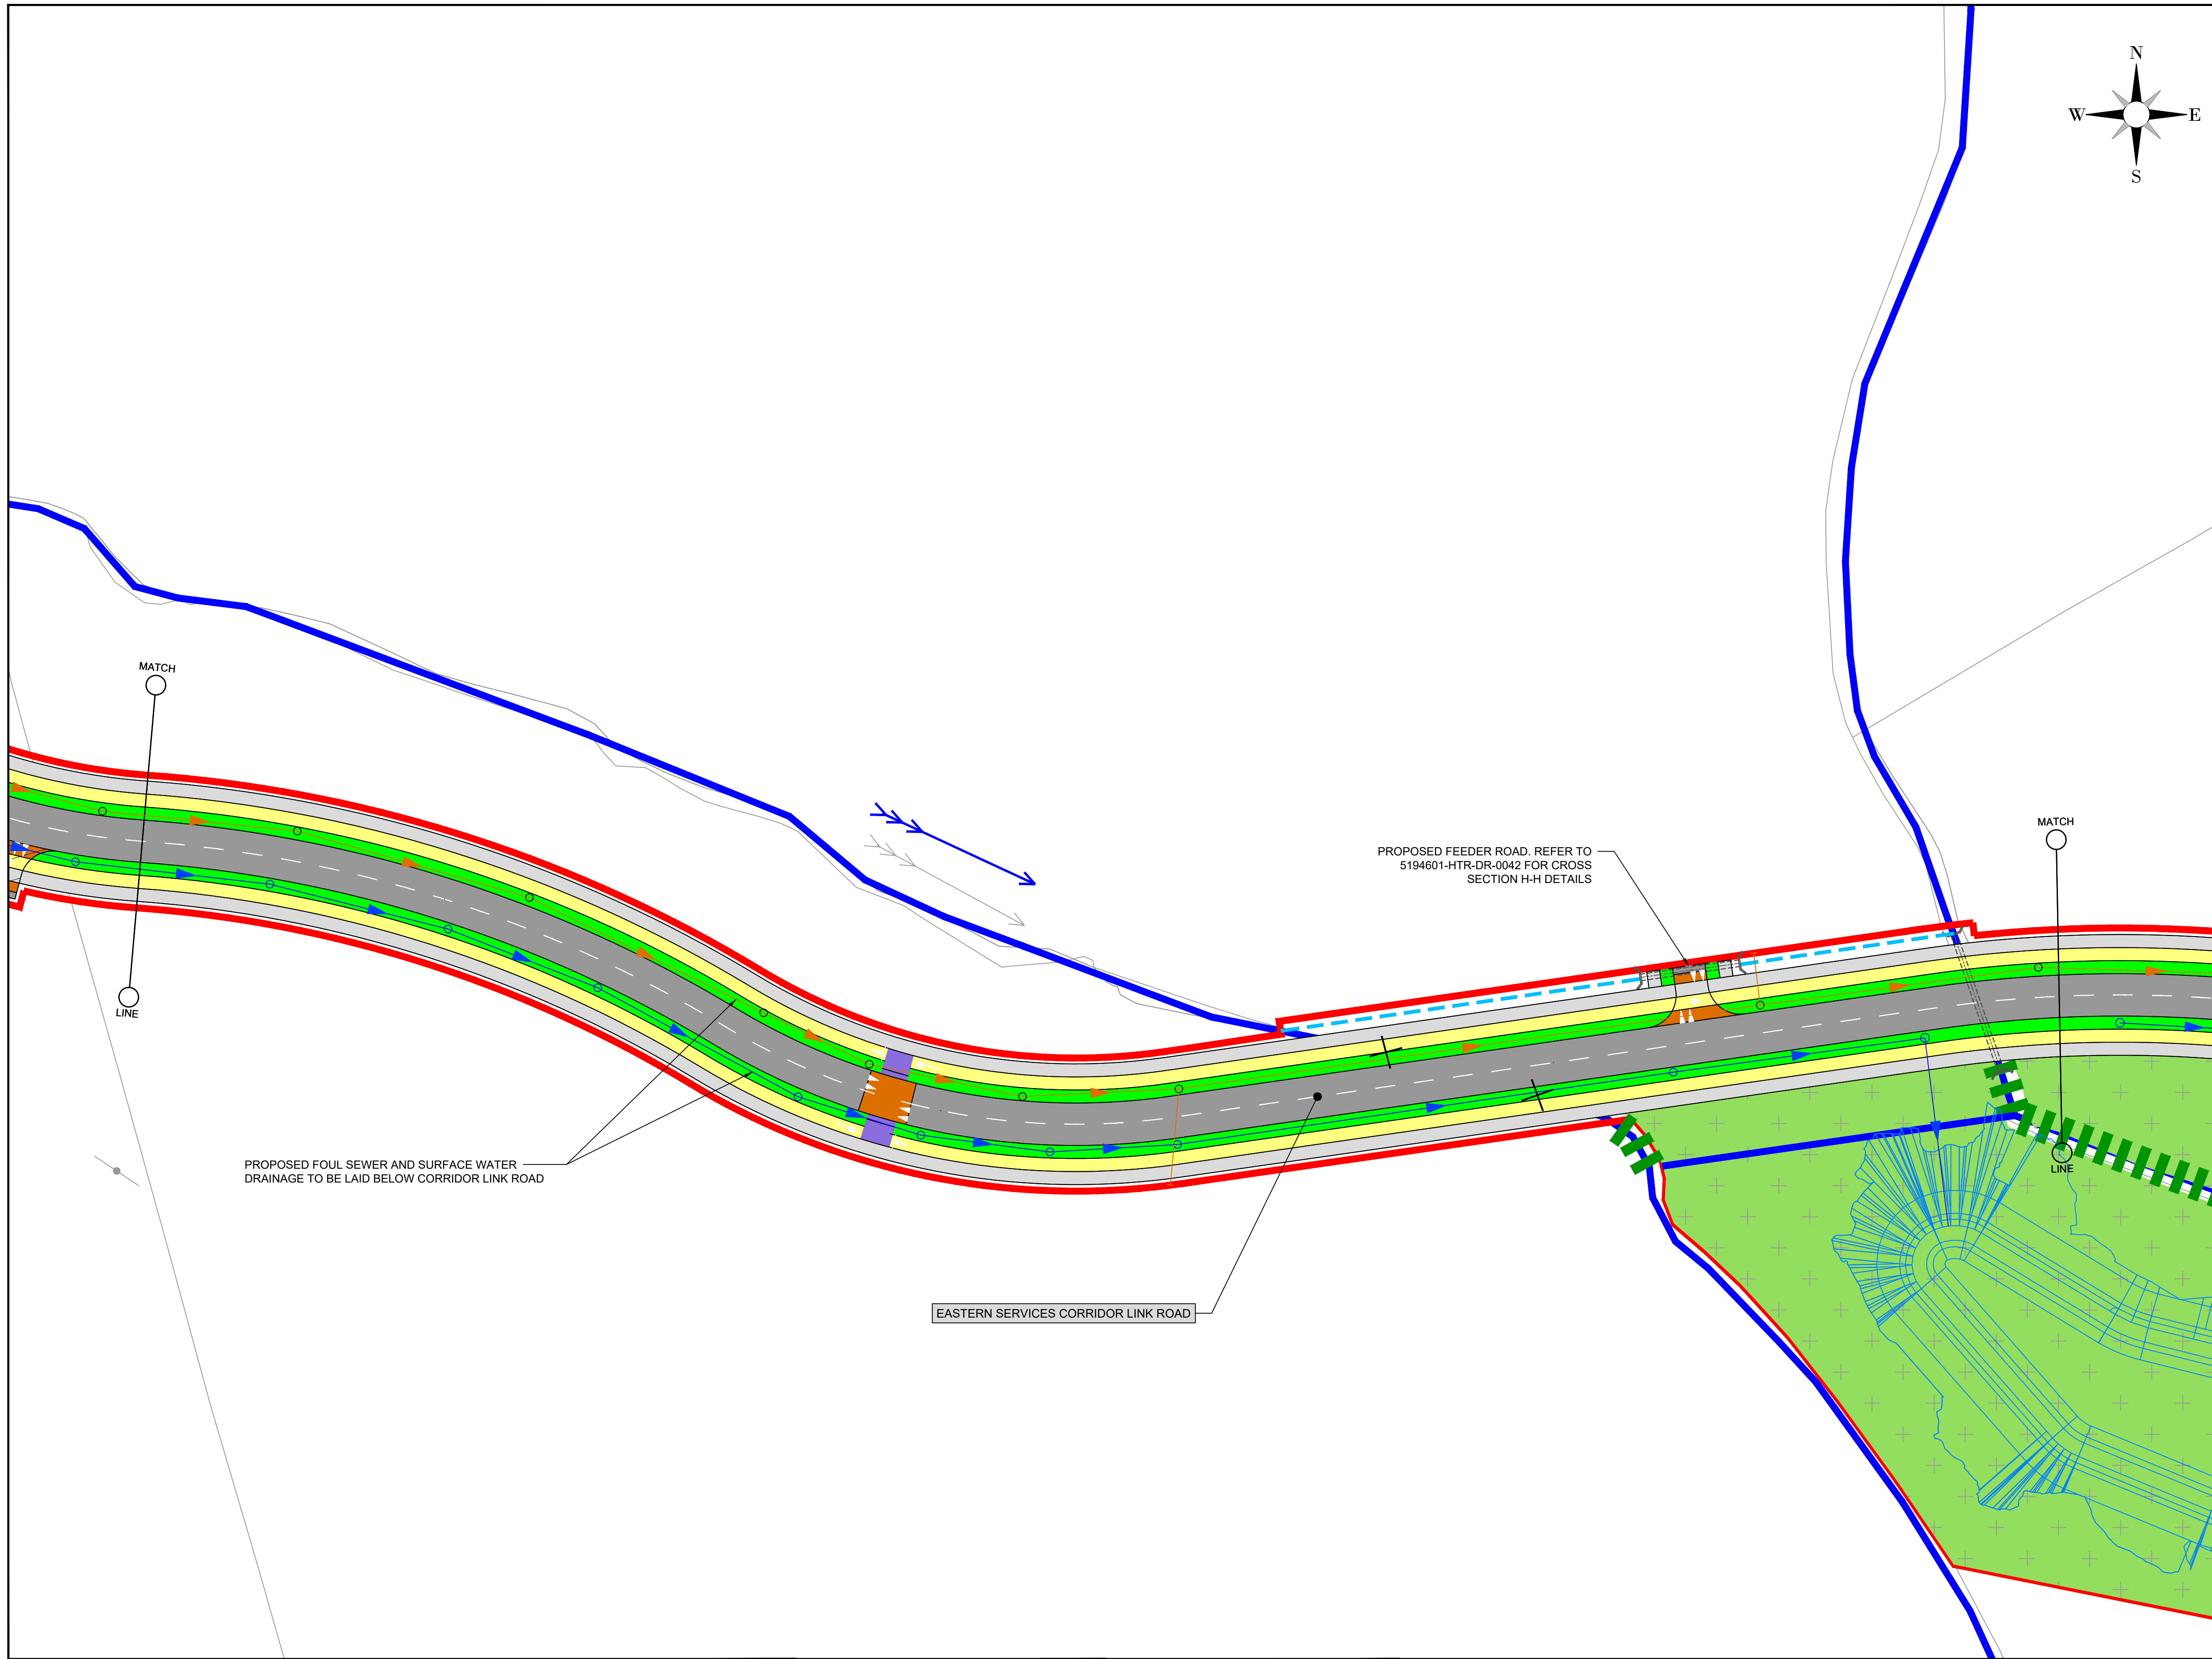 N
W
E
S
MATCH
LINE
PROPOSED FEEDER ROAD. REFER TO
5194601-HTR-DR-0042 FOR CROSS
SECTION H-H DETAILS
MATCH
LINE
PROPOSED FOUL SEWER AND SURFACE WATER
DRAINAGE TO BE LAID BELOW CORRIDOR LINK ROAD
EASTERN SERVICES CORRIDOR LINK ROAD